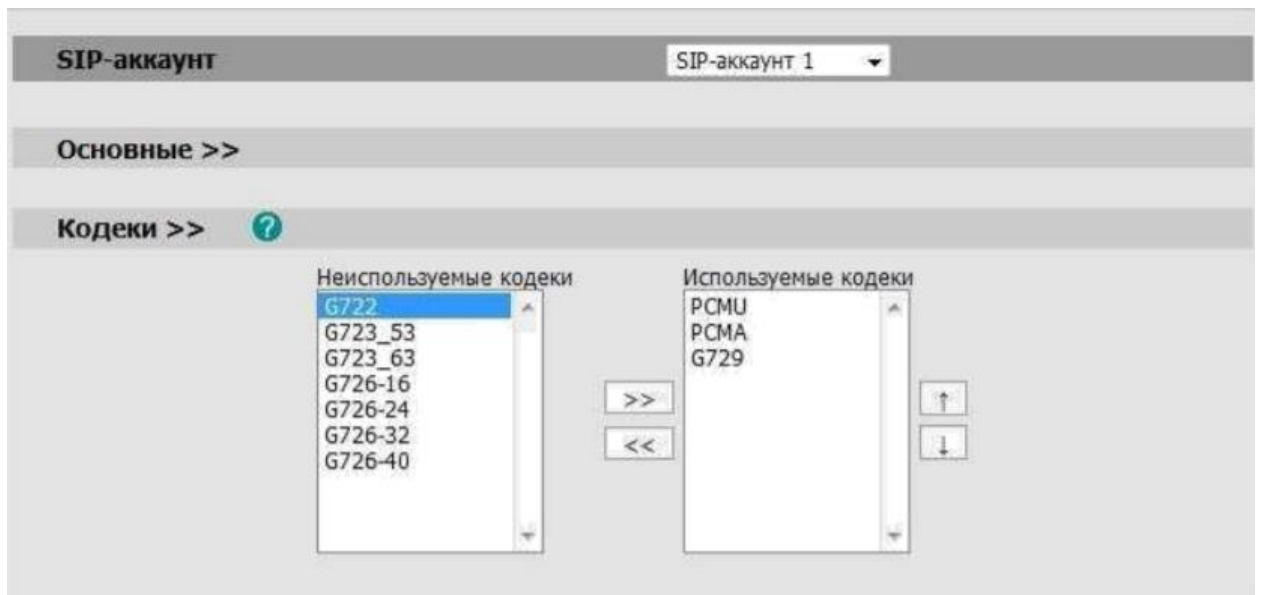 SIP-аккаунт
SIP-аккаунт 1
Основные >>
Кодеки >> ?
Неиспользуемые кодеки
G722
G723_53
G723_63
G726-16
G726-24
G726-32
G726-40
>>
<<
Используемые кодеки
PCMU
PCMA
G729
↑
↓